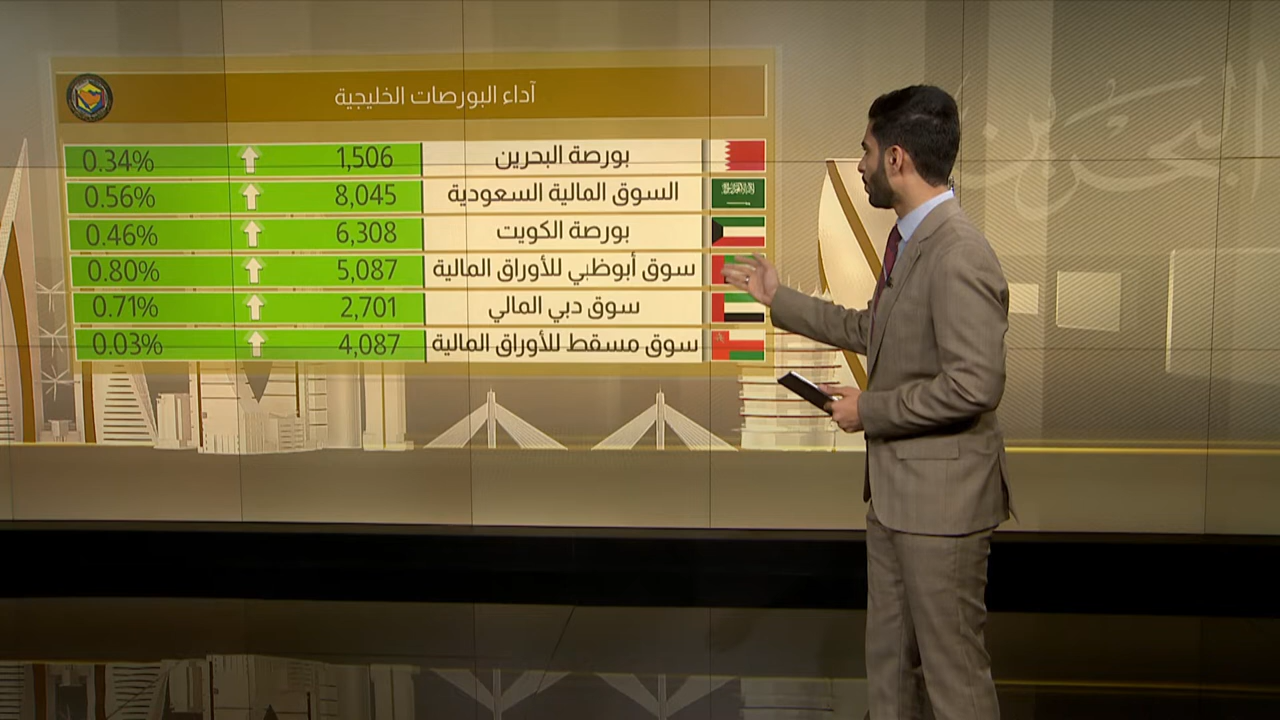 آداء البورصات الخليجية
بورصة البحرين 1,506 0.34%
السوق المالية السعودية 8,045 0.56%
بورصة الكويت 6,308 0.46%
سوق أبوظبي للأوراق المالية 5,087 0.80%
سوق دبي المالي 2,701 0.71%
سوق مسقط للأوراق المالية 4,087 0.03%
البحرين